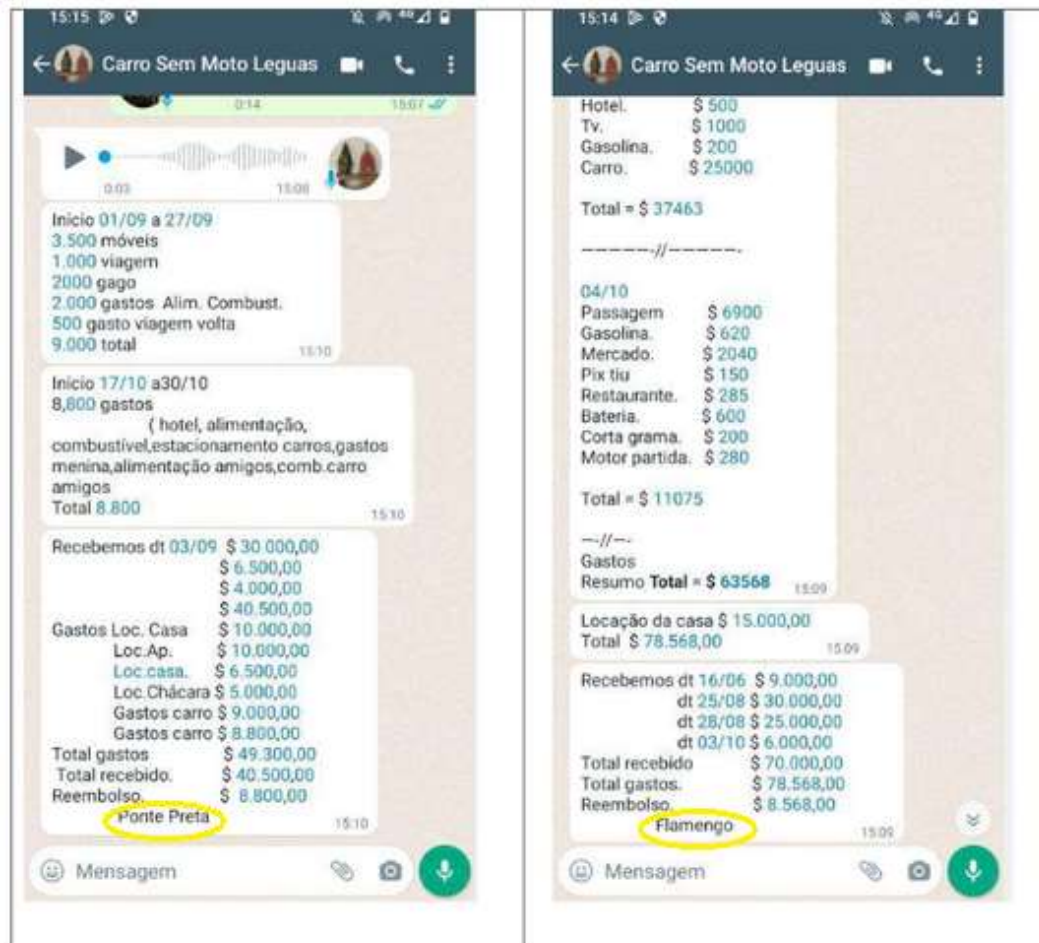 15:15
4G
Carro Sem Moto Leguas
0:14 15:07
0:03 15:08
Inicio 01/09 a 27/09
3.500 móveis
1.000 viagem
2000 gago
2.000 gastos Alim. Combust.
500 gasto viagem volta
9.000 total
15:10
Inicio 17/10 a30/10
8,800 gastos
( hotel, alimentação,
combustível,estacionamento carros,gastos
menina,alimentação amigos,comb.carro
amigos
Total 8.800
15:10
Recebemos dt 03/09 $ 30 000,00
$ 6.500,00
$ 4.000,00
$ 40.500,00
Gastos Loc. Casa $ 10.000,00
Loc.Ap. $ 10.000,00
Loc.casa. $ 6.500,00
Loc.Chácara $ 5.000,00
Gastos carro $ 9.000,00
Gastos carro $ 8.800,00
Total gastos $ 49.300,00
Total recebido. $ 40.500,00
Reembolso. $ 8.800,00
Ponte Preta
15:10
Mensagem
15:14
4G
Carro Sem Moto Leguas
Hotel. $ 500
Tv. $ 1000
Gasolina. $ 200
Carro. $ 25000
Total = $ 37463
—————-//—————-
04/10
Passagem $ 6900
Gasolina. $ 620
Mercado: $ 2040
Pix tiu $ 150
Restaurante. $ 285
Bateria. $ 600
Corta grama. $ 200
Motor partida. $ 280
Total = $ 11075
—-//—-
Gastos
Resumo Total = $ 63568
15:09
Locação da casa $ 15.000,00
Total $ 78.568,00
15:09
Recebemos dt 16/06 $ 9.000,00
dt 25/08 $ 30.000,00
dt 28/08 $ 25.000,00
dt 03/10 $ 6.000,00
Total recebido $ 70.000,00
Total gastos. $ 78.568,00
Reembolso. $ 8.568,00
Flamengo
15:09
Mensagem